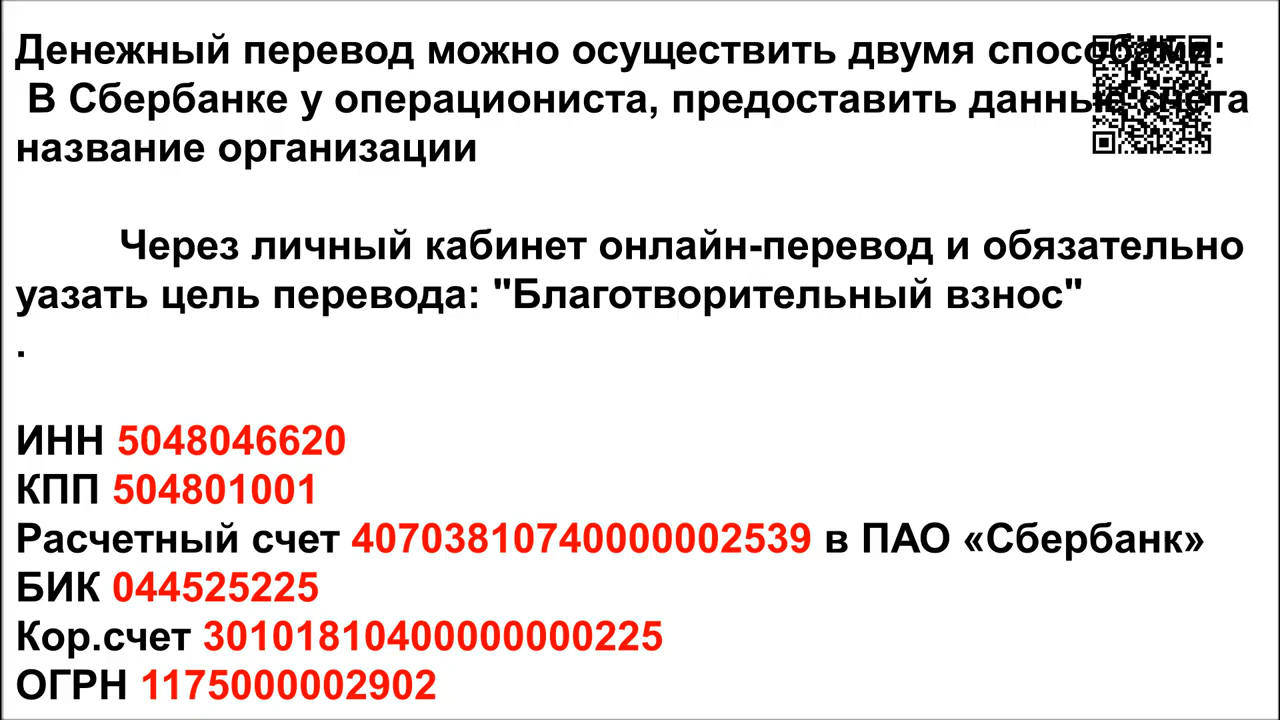 Денежный перевод можно осуществить двумя способами:
В Сбербанке у операциониста, предоставить данные счета
название организации
Через личный кабинет онлайн-перевод и обязательно
уазать цель перевода: "Благотворительный взнос"
.
ИНН 5048046620
КПП 504801001
Расчетный счет 40703810740000002539 в ПАО «Сбербанк»
БИК 044525225
Кор.счет 30101810400000000225
ОГРН 1175000002902